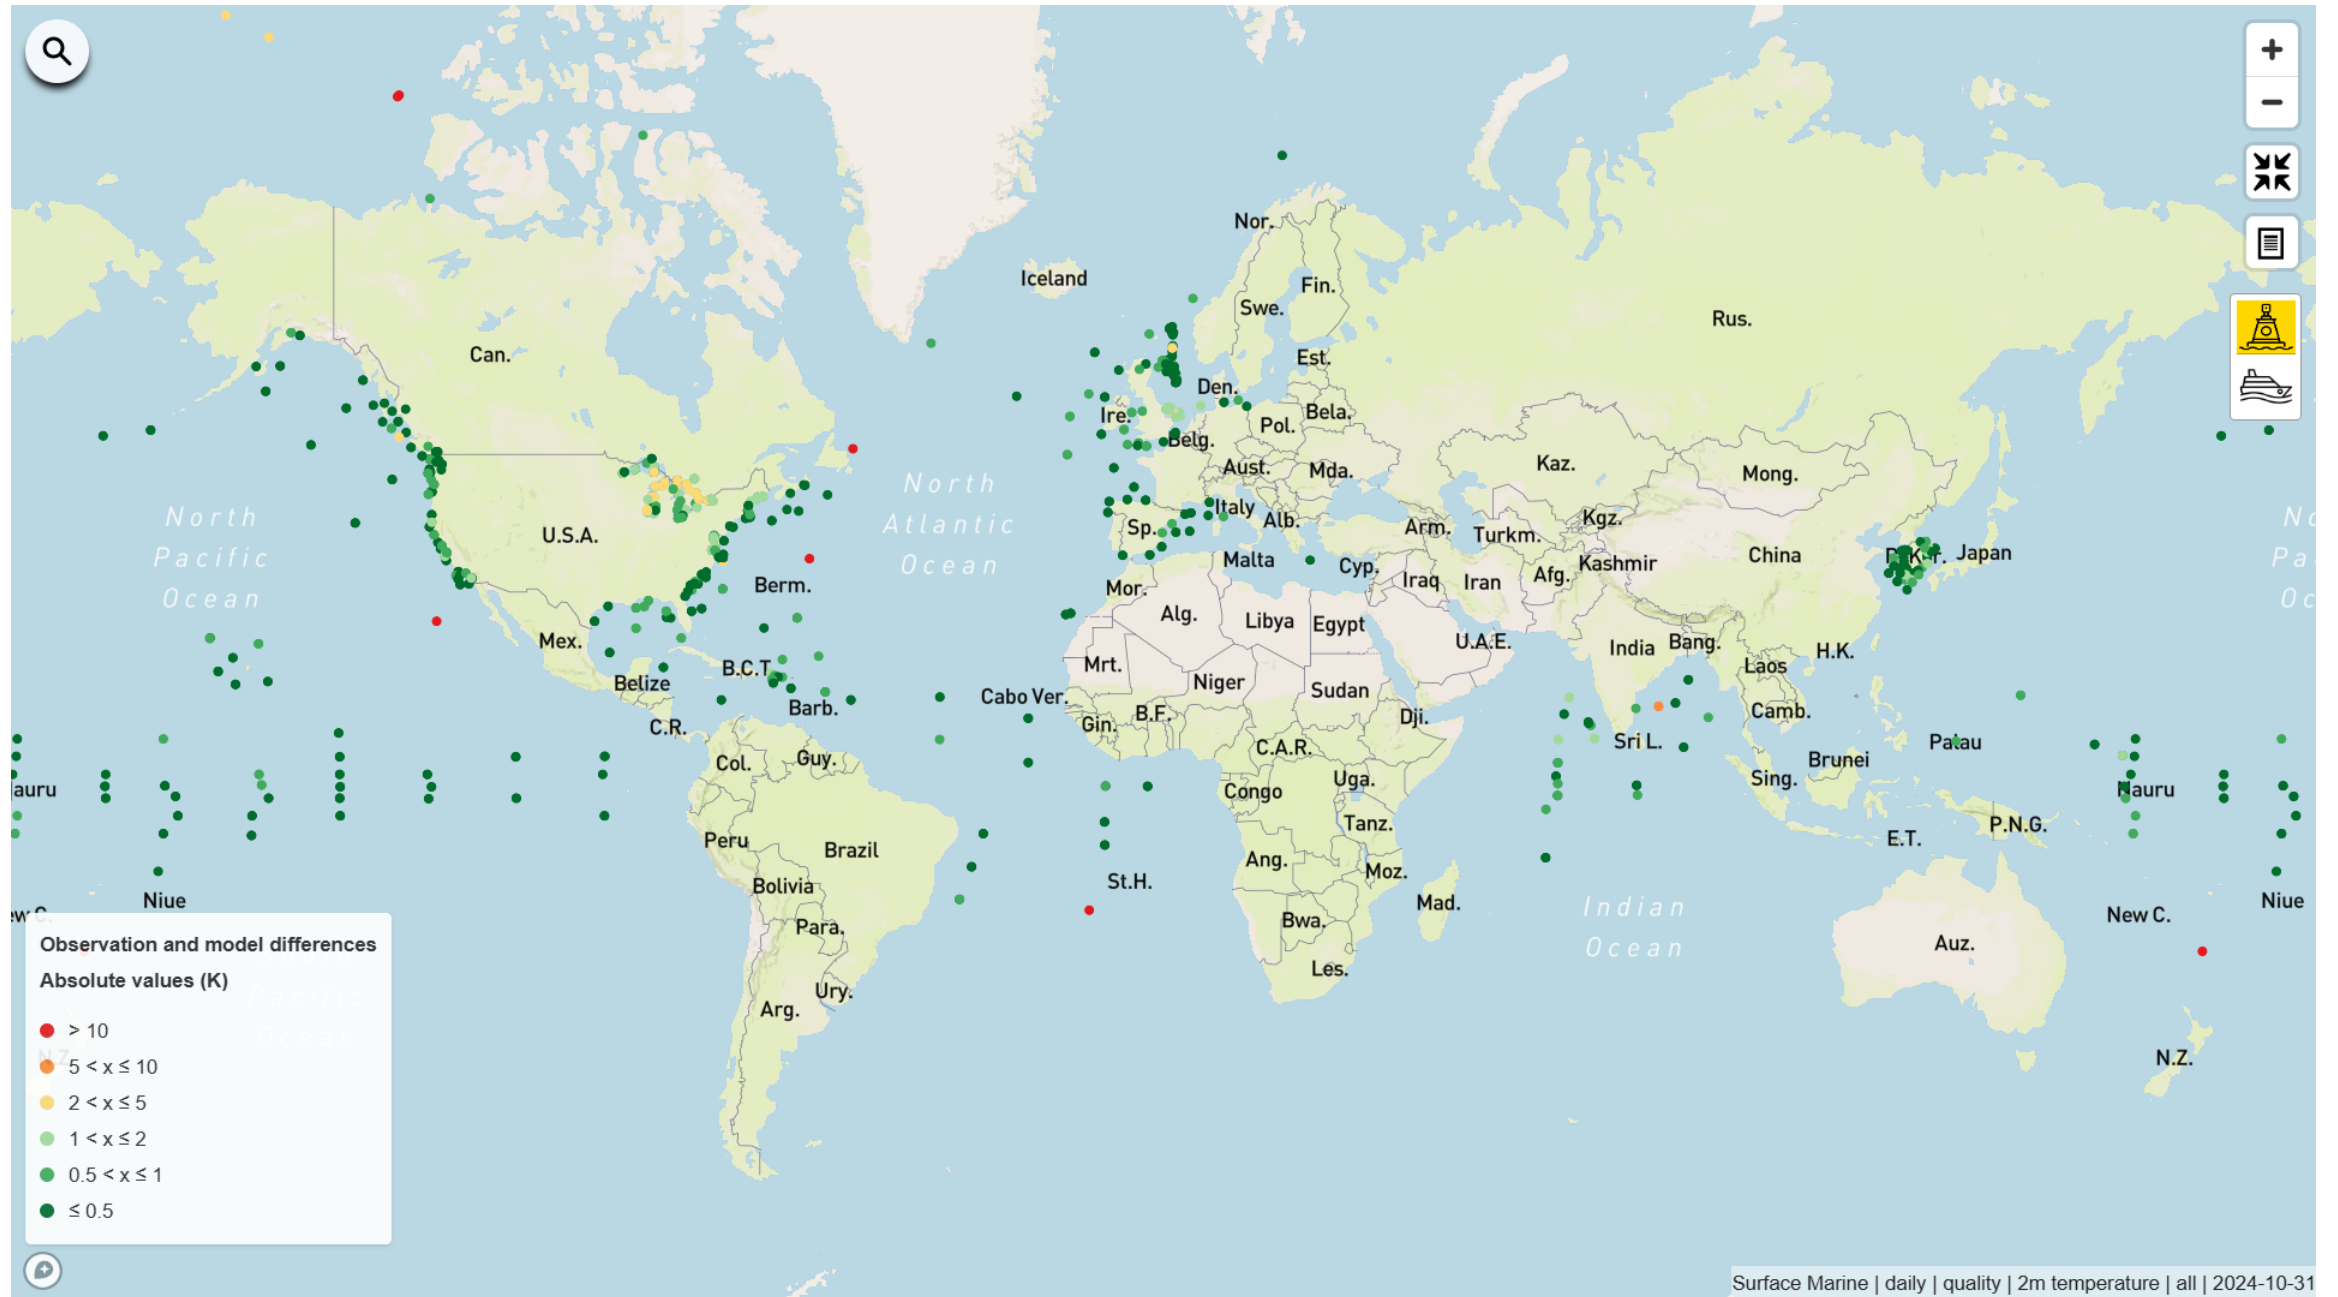 Nor.
Iceland
Fin.
Swe.
Rus.
Can.
Est.
Den.
Ire.
Bela.
Pol.
Belg.
Kaz.
Aust.
Mda.
Mong.
North
Atlantic
Ocean
North
Pacific
Ocean
Italy
Alb.
Sp.
Arm.
Turkm.
Kgz.
U.S.A.
China
Japan
Malta
Cyp.
Kashmir
Afg.
Iraq
Iran
Berm.
Mor.
Alg.
Libya
Egypt
Mex.
U.A.E.
India
Bang.
H.K.
B.C.T
Mrt.
Laos
Belize
Niger
Sudan
Cabo Ver.
Barb.
B.F.
Dji.
Camb.
Gin.
C.R.
C.A.R.
Sri L.
Palau
Guy.
Col.
Brunei
Uga.
Sing.
Congo
auru
Nauru
Tanz.
P.N.G.
Peru
E.T.
Brazil
Ang.
Moz.
St.H.
Bolivia
Niue
Mad.
Niue
Indian
Ocean
New C.
ew C.
Bwa.
Para.
Auz.
Les.
Ury.
Arg.
N.Z.
Pacific
Ocean
N.Z.
Observation and model differences
Absolute values (K)
> 10
5 < x ≤ 10
2 < x ≤ 5
1 < x ≤ 2
0.5 < x ≤ 1
≤ 0.5
Surface Marine | daily | quality | 2m temperature | all | 2024-10-31